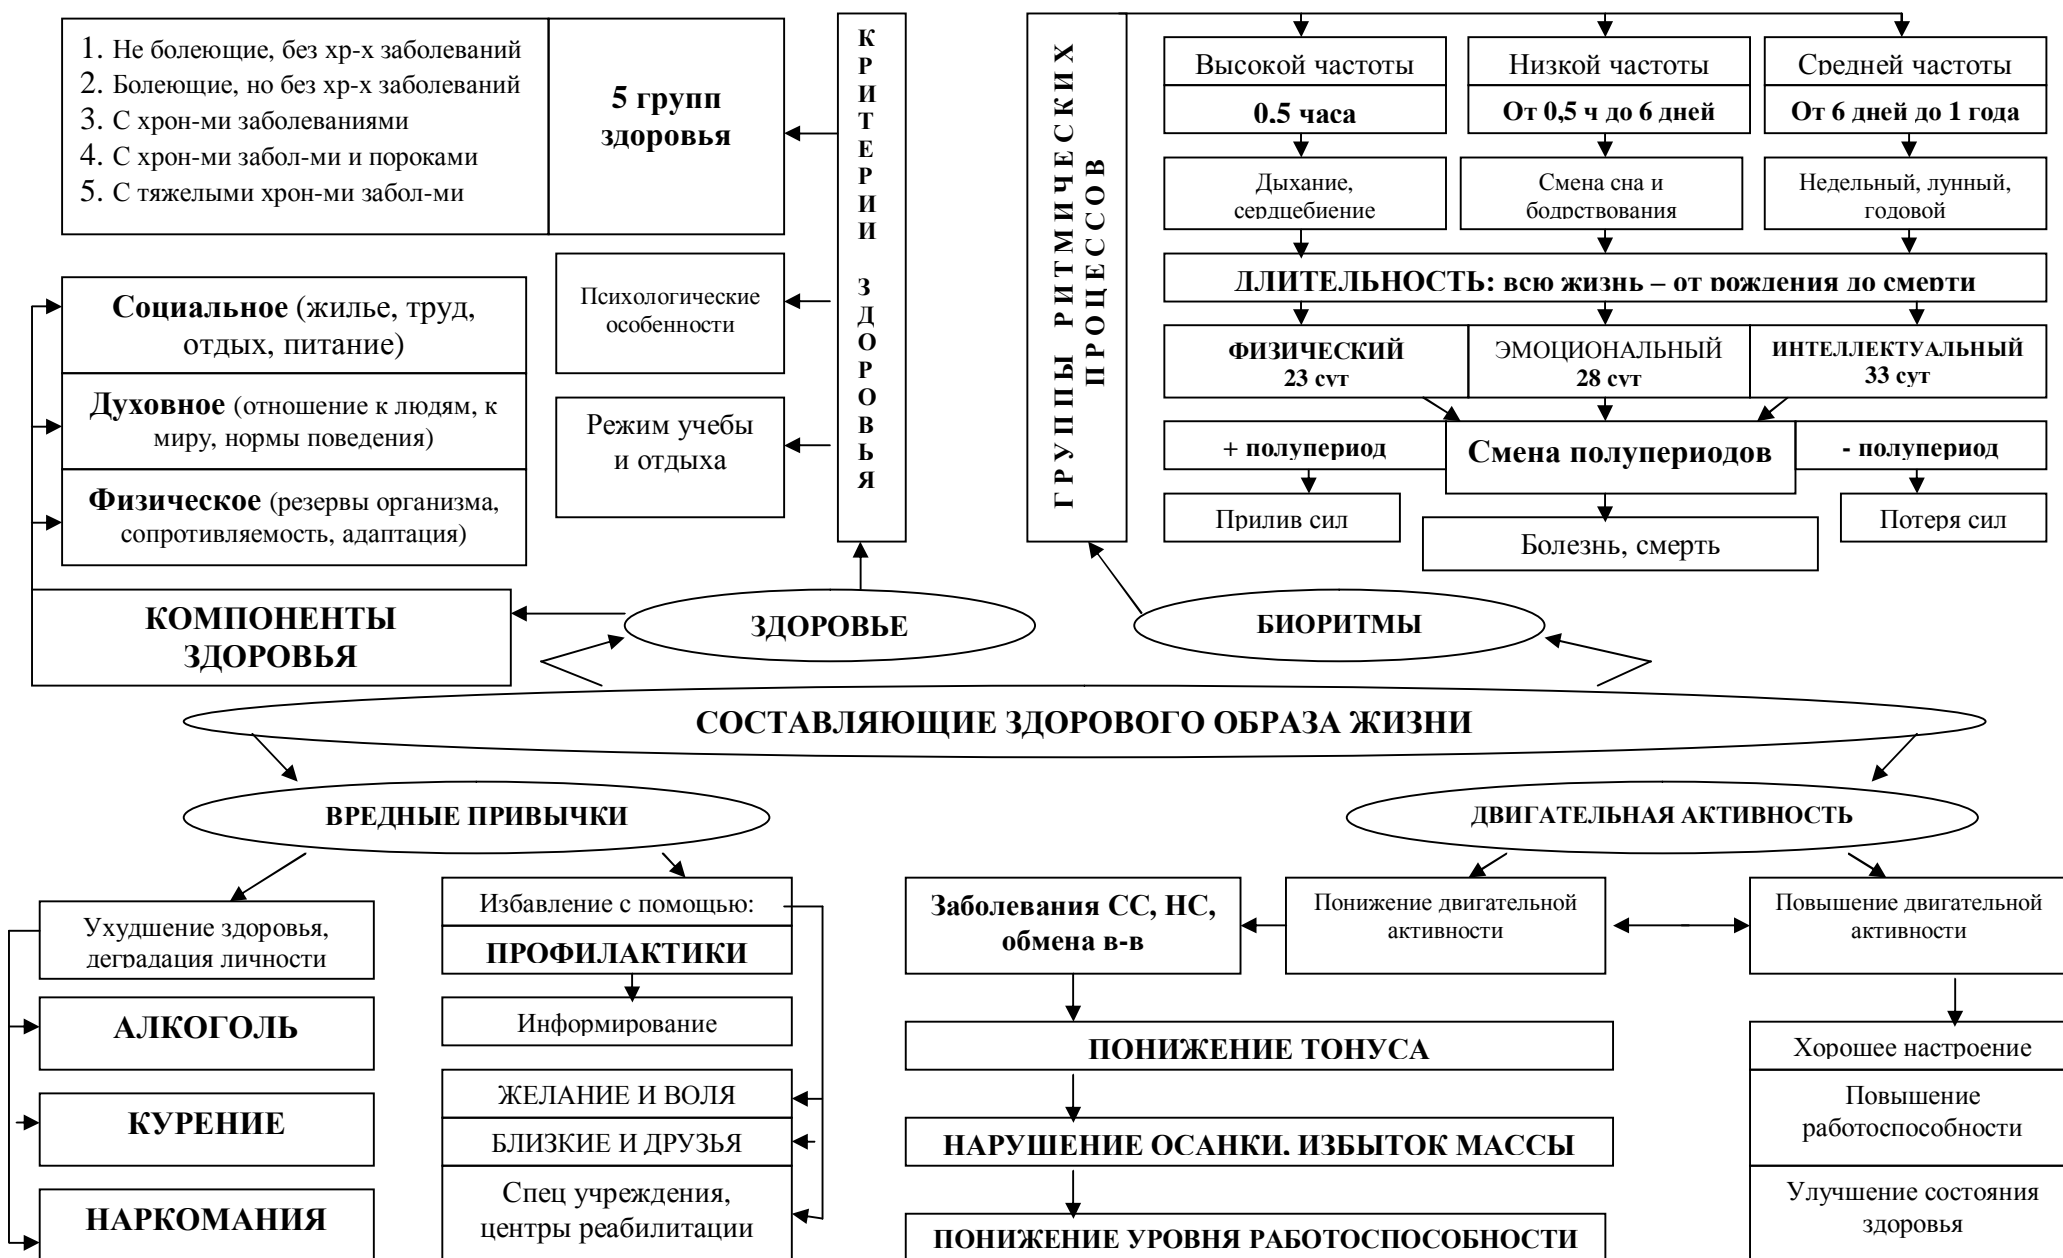 1. Не болеющие, без хр-х заболеваний
2. Болеющие, но без хр-х заболеваний
3. С хрон-ми заболеваниями
4. С хрон-ми забол-ми и пороками
5. С тяжелыми хрон-ми забол-ми
5 групп
здоровья
КРИТЕРИИ ЗДОРОВЬЯ
Социальное (жилье, труд,
отдых, питание)
Духовное (отношение к людям, к
миру, нормы поведения)
Физическое (резервы организма,
сопротивляемость, адаптация)
Психологические
особенности
Режим учебы
и отдыха
КОМПОНЕНТЫ
ЗДОРОВЬЯ
ЗДОРОВЬЕ
ГРУППЫ РИТМИЧЕСКИХ
ПРОЦЕССОВ
Высокой частоты
0.5 часа
Дыхание,
сердцебиение
Низкой частоты
От 0,5 ч до 6 дней
Смена сна и
бодрствования
Средней частоты
От 6 дней до 1 года
Недельный, лунный,
годовой
ДЛИТЕЛЬНОСТЬ: всю жизнь – от рождения до смерти
ФИЗИЧЕСКИЙ
23 сут
ЭМОЦИОНАЛЬНЫЙ
28 сут
ИНТЕЛЛЕКТУАЛЬНЫЙ
33 сут
+ полупериод
Смена полупериодов
- полупериод
Прилив сил
Болезнь, смерть
Потеря сил
БИОРИТМЫ
СОСТАВЛЯЮЩИЕ ЗДОРОВОГО ОБРАЗА ЖИЗНИ
ВРЕДНЫЕ ПРИВЫЧКИ
Ухудшение здоровья,
деградация личности
АЛКОГОЛЬ
КУРЕНИЕ
НАРКОМАНИЯ
Избавление с помощью:
ПРОФИЛАКТИКИ
Информирование
ЖЕЛАНИЕ И ВОЛЯ
БЛИЗКИЕ И ДРУЗЬЯ
Спец учреждения,
центры реабилитации
ДВИГАТЕЛЬНАЯ АКТИВНОСТЬ
Заболевания СС, НС,
обмена в-в
Понижение двигательной
активности
Повышение двигательной
активности
ПОНИЖЕНИЕ ТОНУСА
НАРУШЕНИЕ ОСАНКИ, ИЗБЫТОК МАССЫ
ПОНИЖЕНИЕ УРОВНЯ РАБОТОСПОСОБНОСТИ
Хорошее настроение
Повышение
работоспособности
Улучшение состояния
здоровья